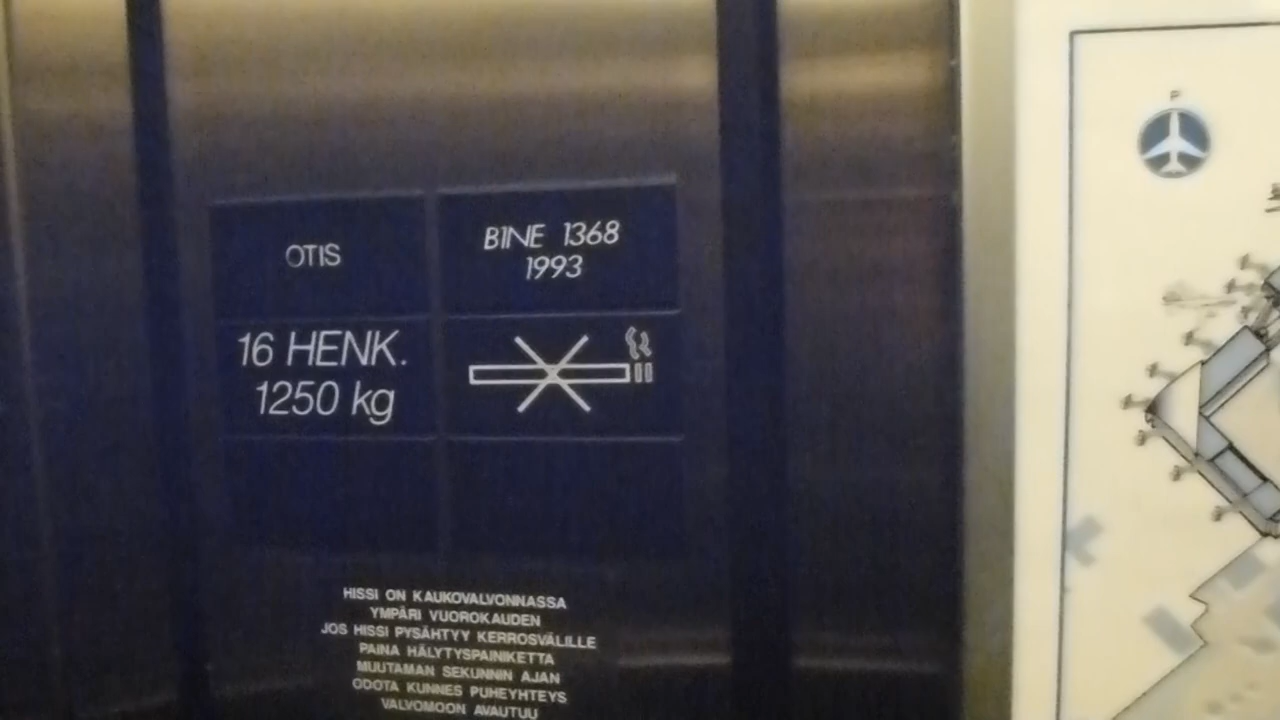 OTIS
BINE 1368
1993
16 HENK.
1250 kg
HISSI ON KAUKOVALVONNASSA
YMPÄRI VUOROKAUDEN
JOS HISSI PYSÄHTYY KERROSVÄLILLE
PAINA HÄLYTYSPAINIKETTA
MUUTAMAN SEKUNNIN AJAN
ODOTA KUNNES PUHEYHTEYS
VALVOMOON AVAUTUU
P